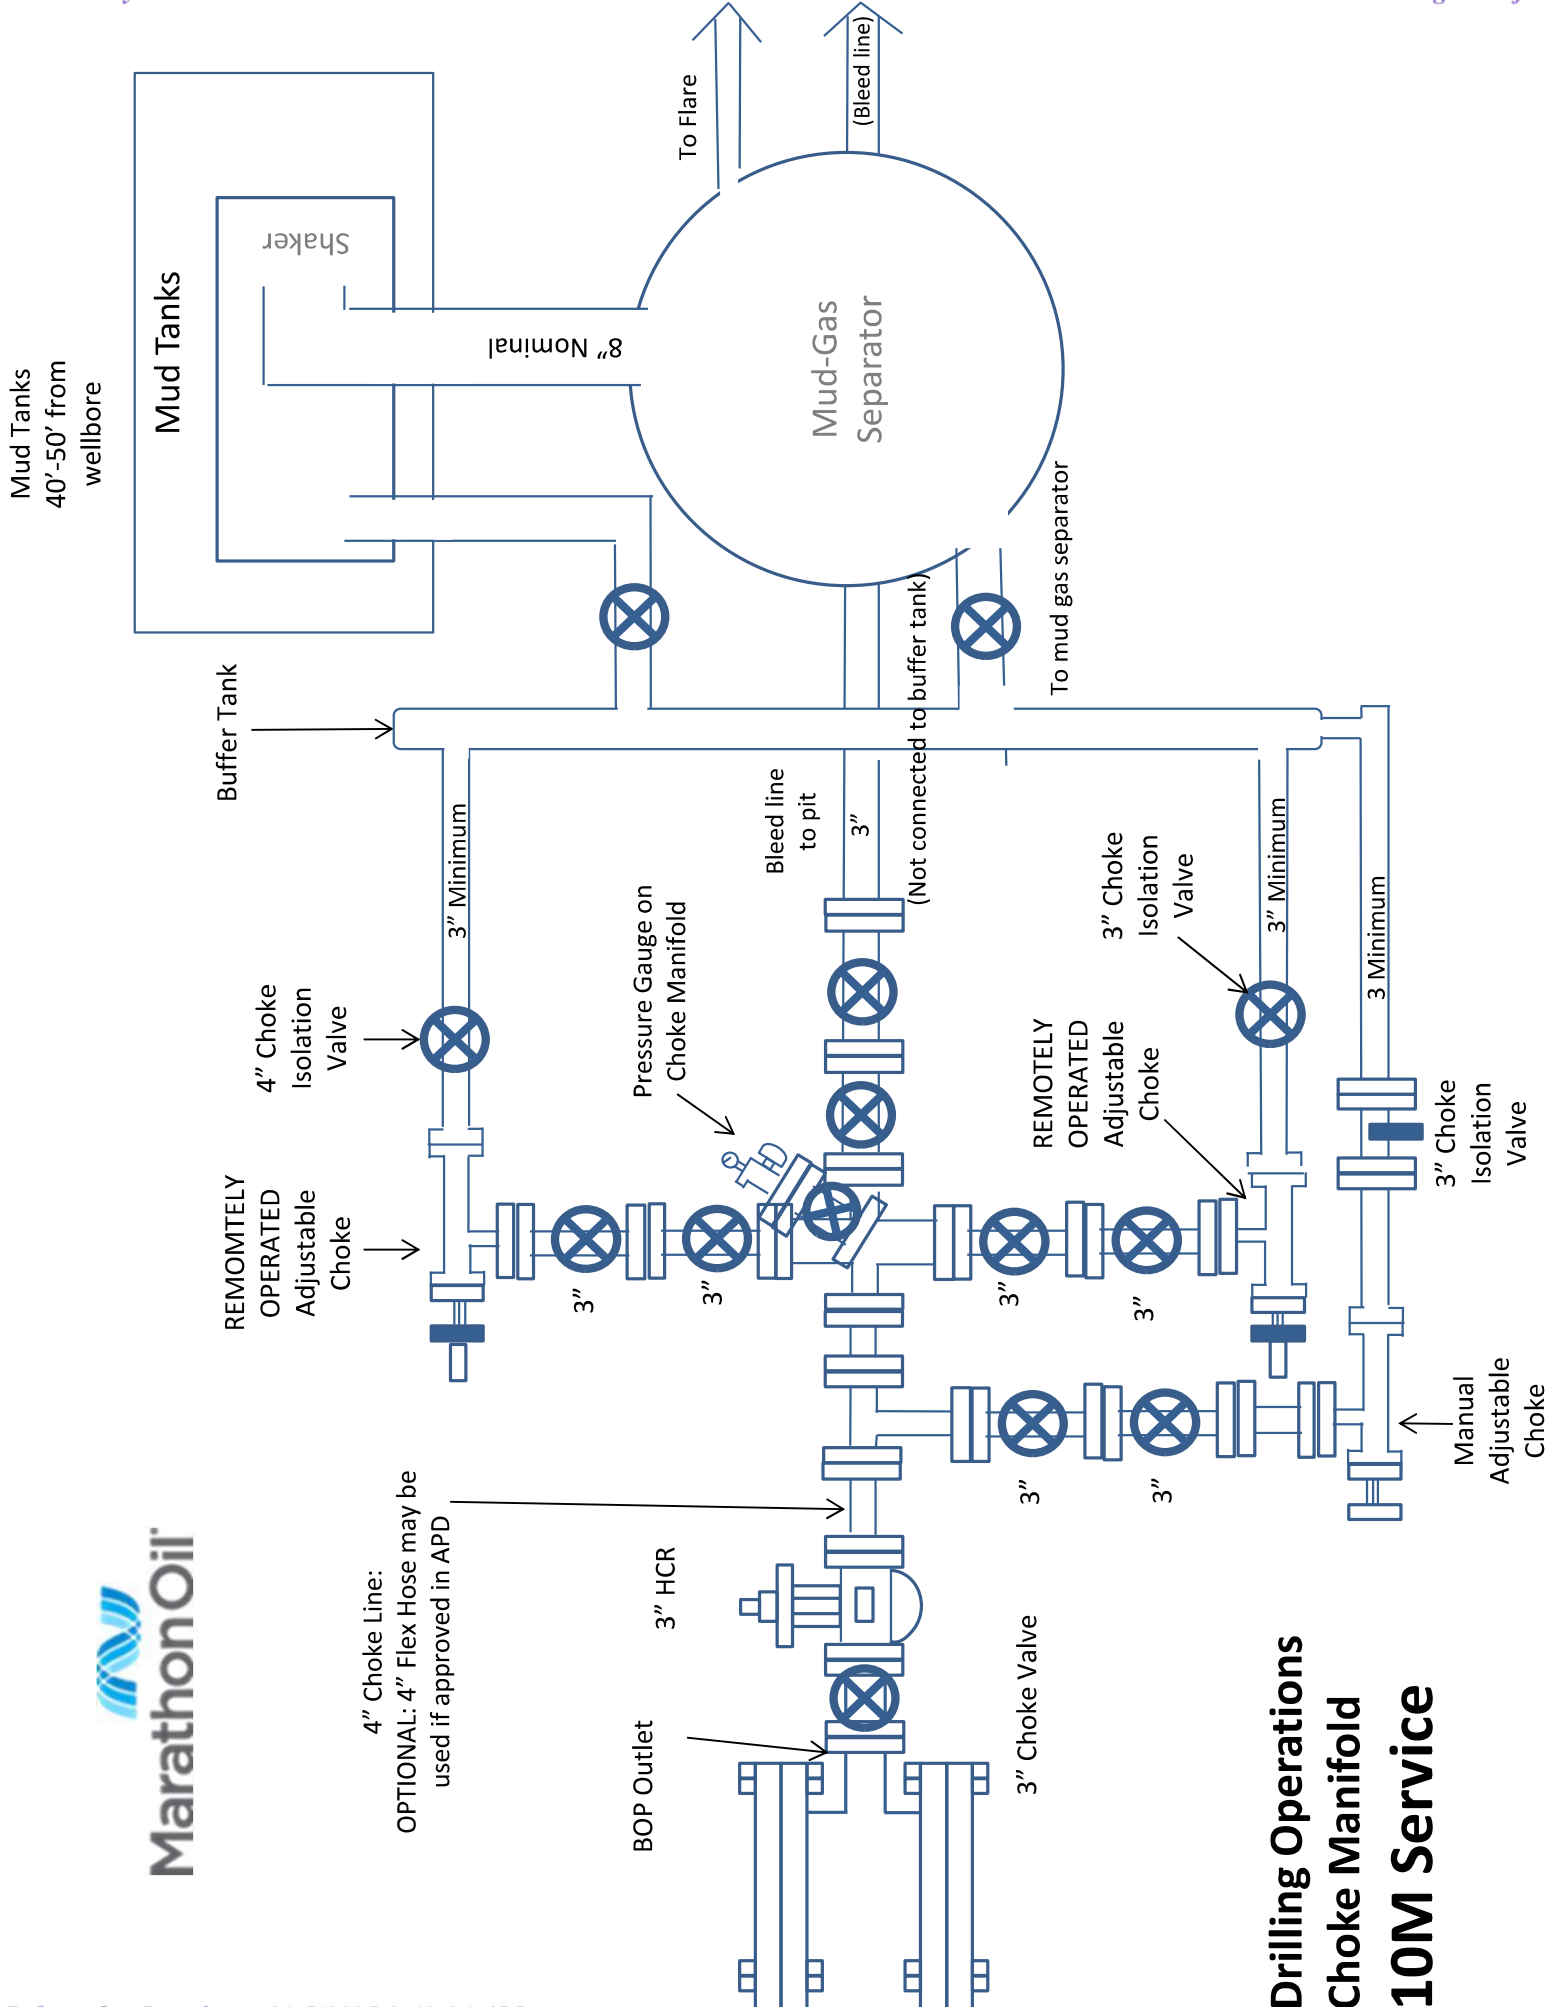 MarathonOil
Drilling Operations
Choke Manifold
10M Service
Mud Tanks
40’-50’ from
wellbore
Mud Tanks
Shaker
8” Nominal
To Flare
(Bleed line)
Mud-Gas
Separator
To mud gas separator
Buffer Tank
3” Minimum
Bleed line
to pit
3”
(Not connected to buffer tank)
4” Choke
Isolation
Valve
Pressure Gauge on
Choke Manifold
3” Choke
Isolation
Valve
3” Minimum
3 Minimum
REMOMTELY
OPERATED
Adjustable
Choke
REMOTELY
OPERATED
Adjustable
Choke
3” Choke
Isolation
Valve
3”
3”
3”
3”
3”
3”
Manual
Adjustable
Choke
4” Choke Line:
OPTIONAL: 4” Flex Hose may be
used if approved in APD
3” HCR
BOP Outlet
3” Choke Valve